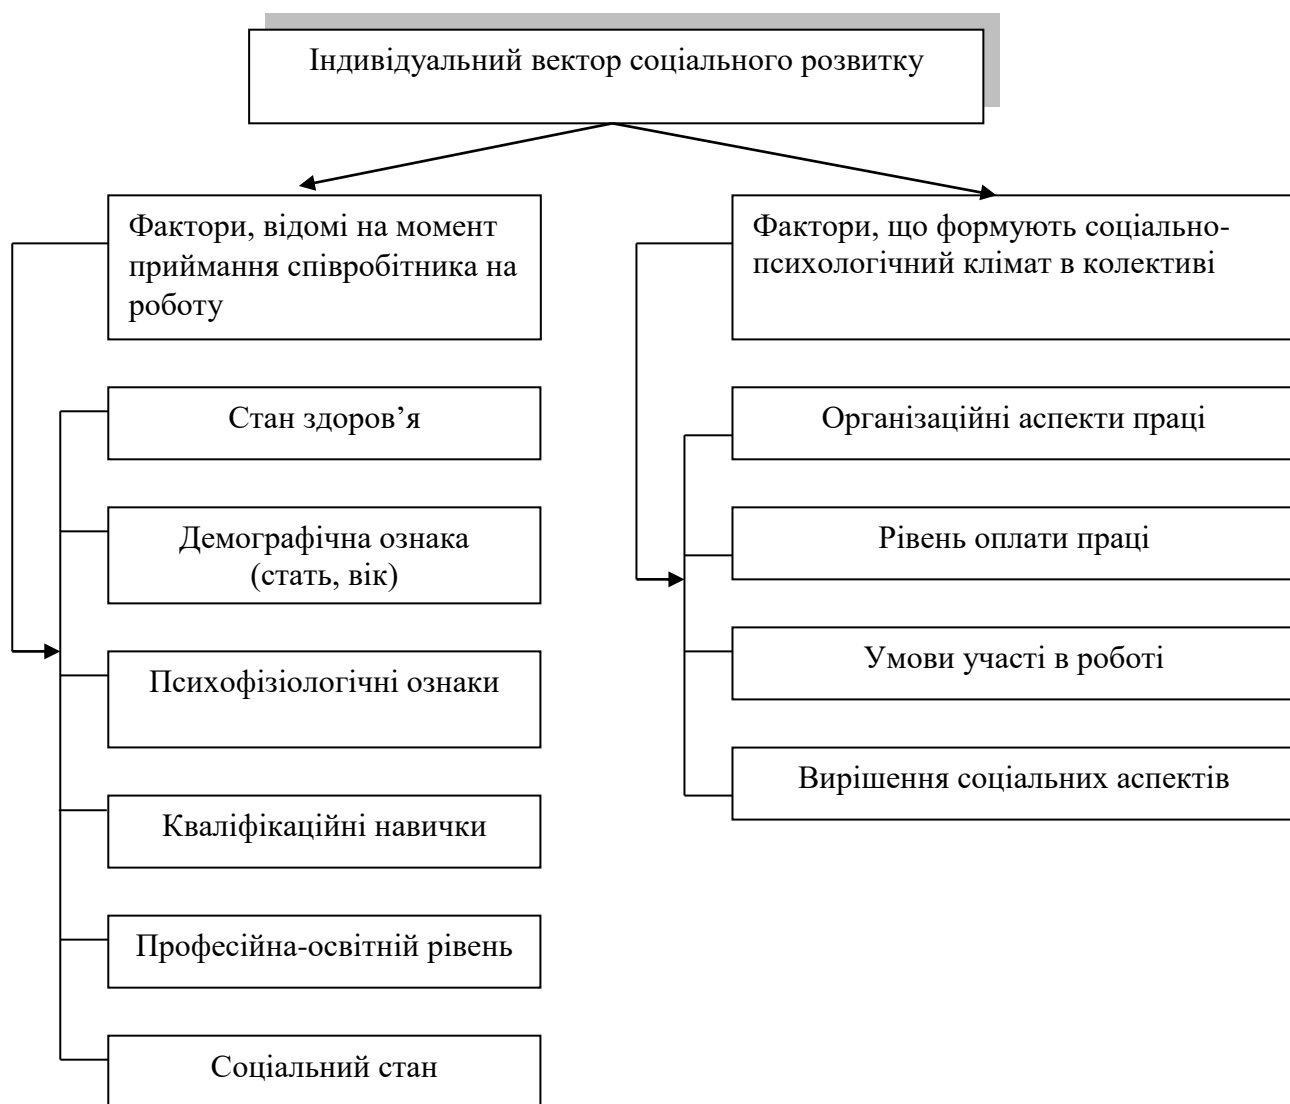 Індивідуальний вектор соціального розвитку
Фактори, відомі на момент
приймання співробітника на
роботу
Стан здоров’я
Демографічна ознака
(стать, вік)
Психофізіологічні ознаки
Кваліфікаційні навички
Професійна-освітній рівень
Соціальний стан
Фактори, що формують соціально-
психологічний клімат в колективі
Організаційні аспекти праці
Рівень оплати праці
Умови участі в роботі
Вирішення соціальних аспектів